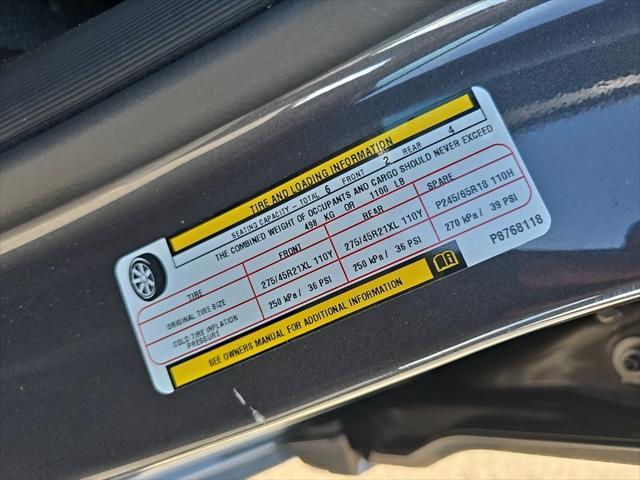 TIRE AND LOADING INFORMATION
SEATING CAPACITY - TOTAL 6 FRONT 2 REAR 4
THE COMBINED WEIGHT OF OCCUPANTS AND CARGO SHOULD NEVER EXCEED
498 KG OR 1100 LB
TIRE FRONT REAR SPARE
ORIGINAL TIRE SIZE 275/45R21XL 110Y 275/45R21XL 110Y P245/65R18 110H
COLD TIRE INFLATION PRESSURE 250 kPa/ 36 PSI 250 kPa/ 36 PSI 270 kPa/ 39 PSI
SEE OWNERS MANUAL FOR ADDITIONAL INFORMATION
P8768118